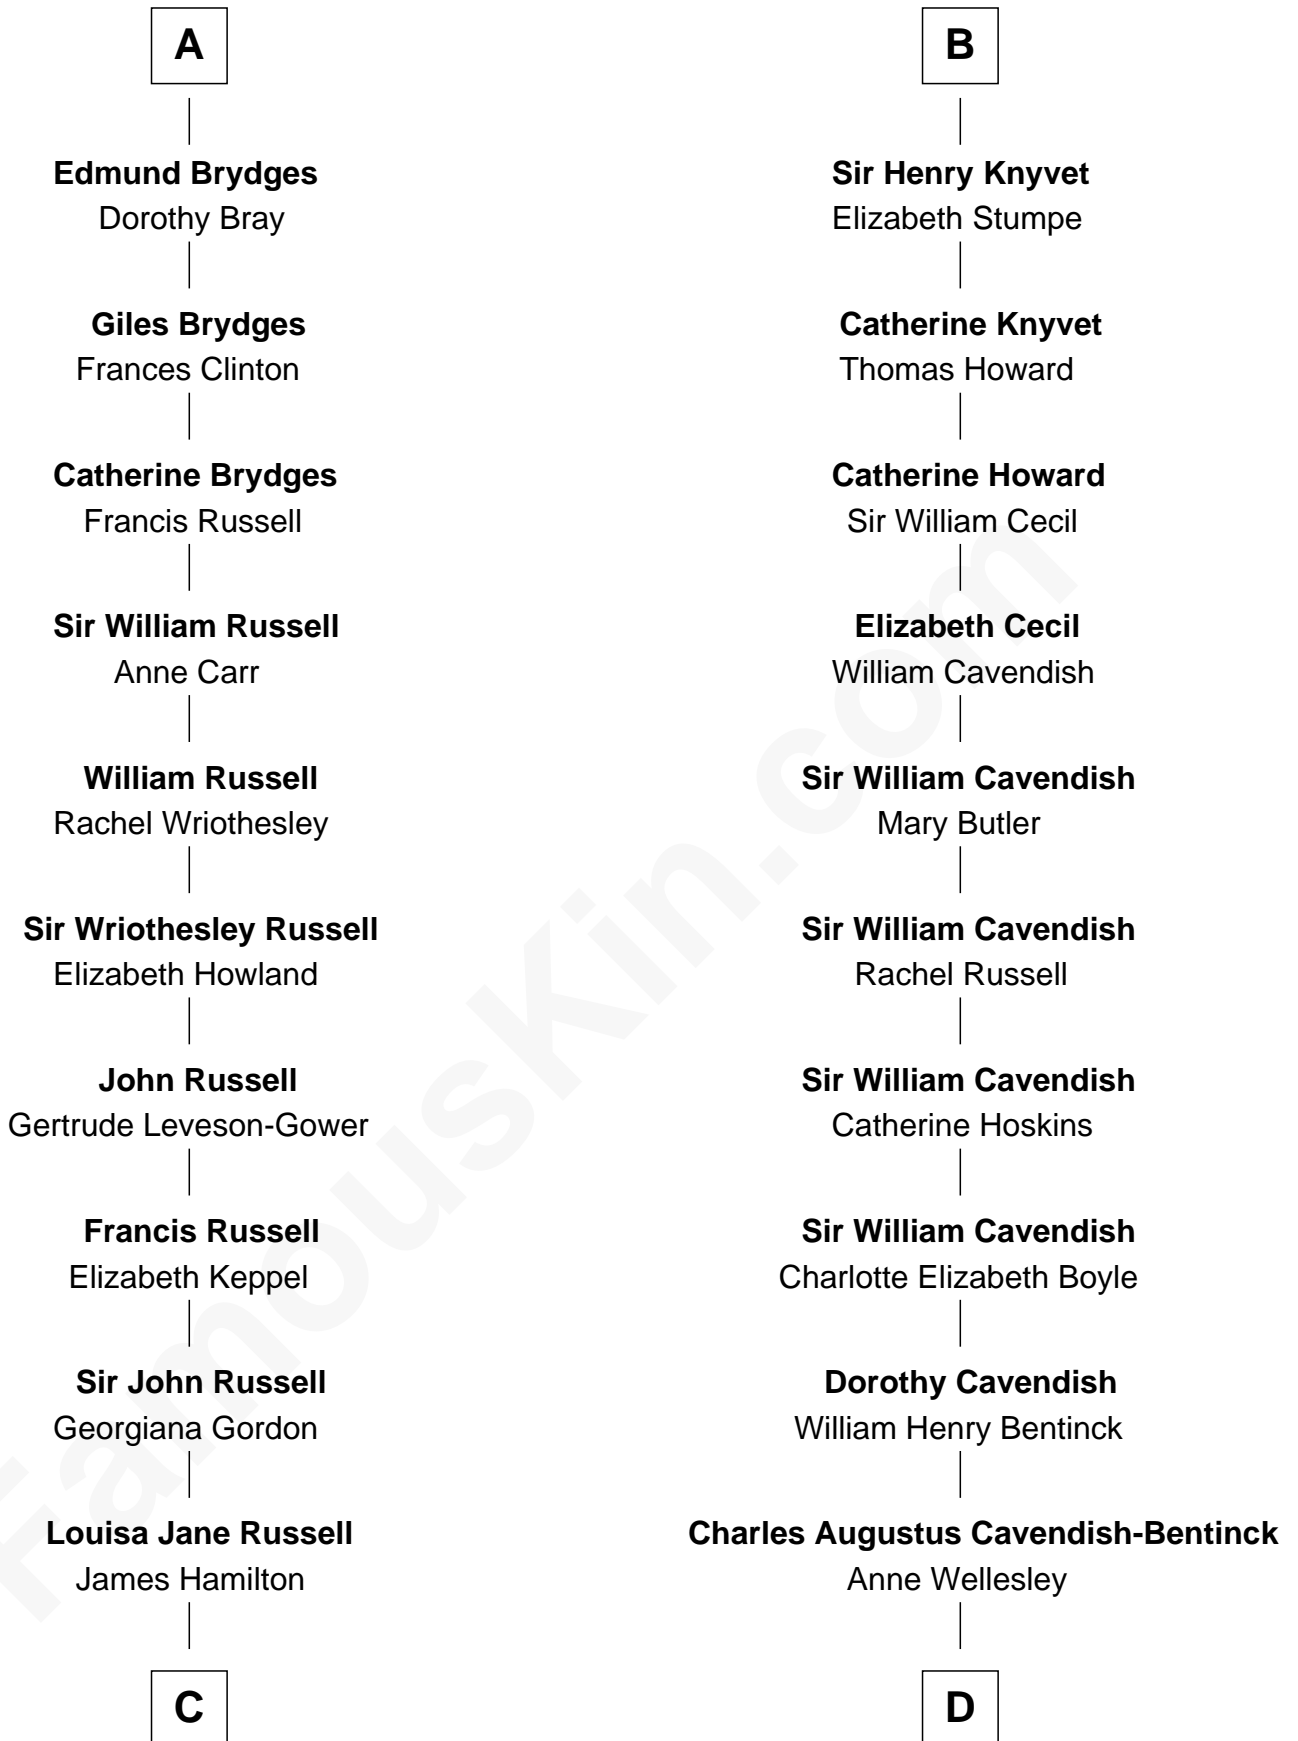 A
Edmund Brydges
Dorothy Bray
Giles Brydges
Frances Clinton
Catherine Brydges
Francis Russell
Sir William Russell
Anne Carr
William Russell
Rachel Wriothesley
Sir Wriothesley Russell
Elizabeth Howland
John Russell
Gertrude Leveson-Gower
Francis Russell
Elizabeth Keppel
Sir John Russell
Georgiana Gordon
Louisa Jane Russell
James Hamilton
C
B
Sir Henry Knyvet
Elizabeth Stumpe
Catherine Knyvet
Thomas Howard
Catherine Howard
Sir William Cecil
Elizabeth Cecil
William Cavendish
Sir William Cavendish
Mary Butler
Sir William Cavendish
Rachel Russell
Sir William Cavendish
Catherine Hoskins
Sir William Cavendish
Charlotte Elizabeth Boyle
Dorothy Cavendish
William Henry Bentinck
Charles Augustus Cavendish-Bentinck
Anne Wellesley
D
FamousKin.com